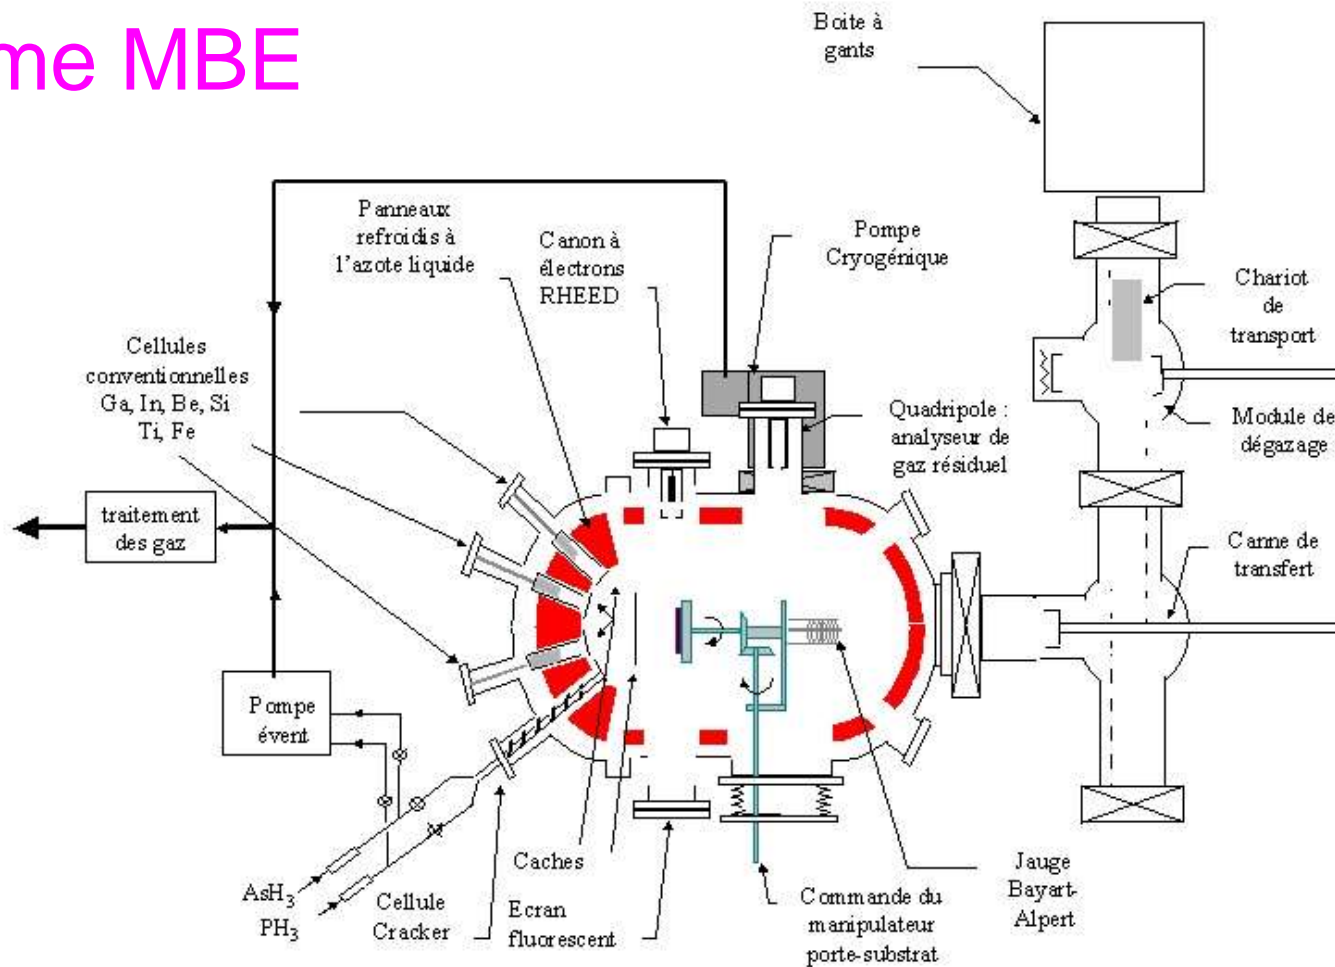 me MBE
Boite à
gants
Panneaux
refroidis à
l'azote liquide
Canon à
électrons
RHEED
Pompe
Cryogénique
Chariot
de
transport
Cellules
conventionnelles
Ga, In, Be, Si
Ti, Fe
Quadripole :
analyseur de
gaz résiduel
Module de
dégazage
traitement
des gaz
Canne de
transfert
Pompe
évent
AsH3
PH3
Cellule
Cracker
Caches
Ecran
fluorescent
Commande du
manipulateur
porte-substrat
Jauge
Bayart-
Alpert